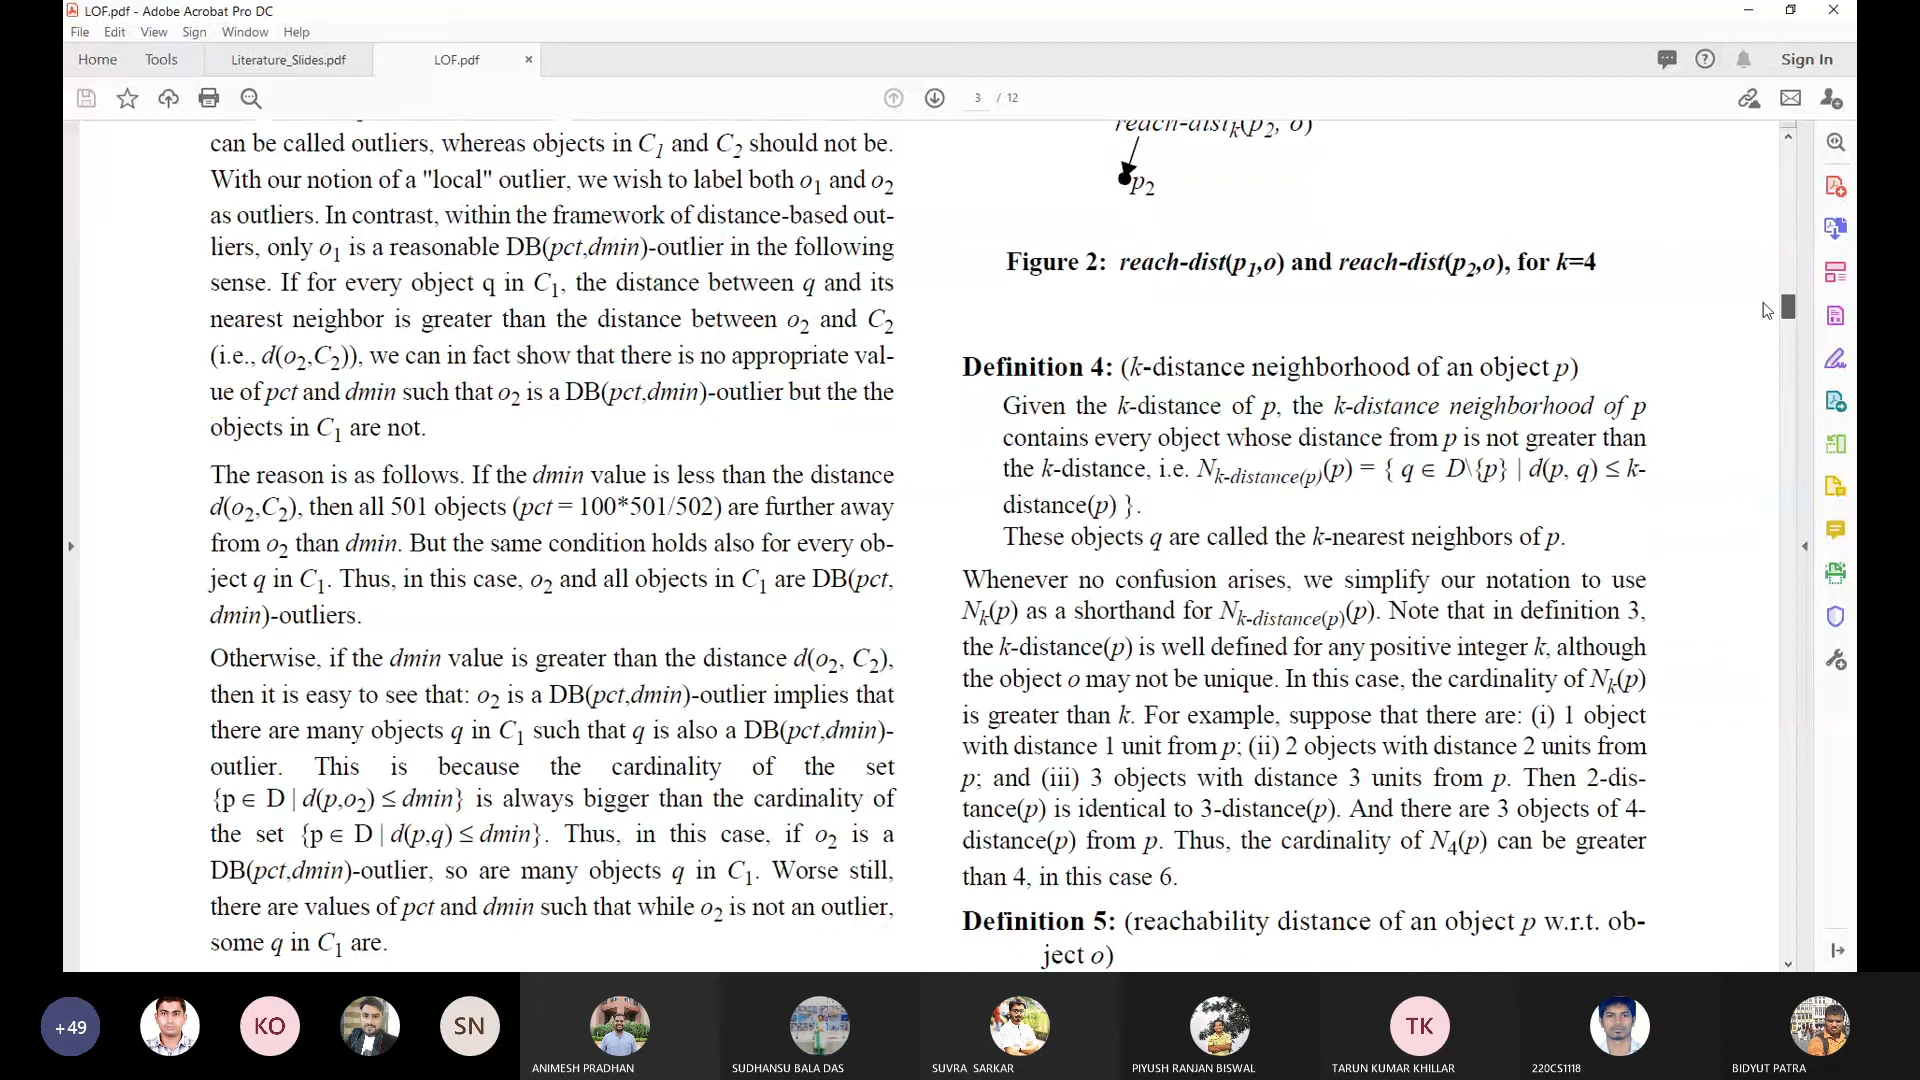 LOF.pdf - Adobe Acrobat Pro DC
File Edit View Sign Window Help
Home Tools Literature_Slides.pdf LOF.pdf × Sign In
3 / 12
can be called outliers, whereas objects in C1 and C2 should not be.
With our notion of a "local" outlier, we wish to label both o1 and o2
as outliers. In contrast, within the framework of distance-based out-
liers, only o1 is a reasonable DB(pct,dmin)-outlier in the following
sense. If for every object q in C1, the distance between q and its
nearest neighbor is greater than the distance between o2 and C2
(i.e., d(o2,C2)), we can in fact show that there is no appropriate val-
ue of pct and dmin such that o2 is a DB(pct,dmin)-outlier but the the
objects in C1 are not.
The reason is as follows. If the dmin value is less than the distance
d(o2,C2), then all 501 objects (pct = 100*501/502) are further away
from o2 than dmin. But the same condition holds also for every ob-
ject q in C1. Thus, in this case, o2 and all objects in C1 are DB(pct,
dmin)-outliers.
Otherwise, if the dmin value is greater than the distance d(o2, C2),
then it is easy to see that: o2 is a DB(pct,dmin)-outlier implies that
there are many objects q in C1 such that q is also a DB(pct,dmin)-
outlier. This is because the cardinality of the set
{p ∈ D | d(p,o2) ≤ dmin} is always bigger than the cardinality of
the set {p ∈ D | d(p,q) ≤ dmin}. Thus, in this case, if o2 is a
DB(pct,dmin)-outlier, so are many objects q in C1. Worse still,
there are values of pct and dmin such that while o2 is not an outlier,
some q in C1 are.
reach-distk(p2, o)
p2
Figure 2: reach-dist(p1,o) and reach-dist(p2,o), for k=4
Definition 4: (k-distance neighborhood of an object p)
Given the k-distance of p, the k-distance neighborhood of p
contains every object whose distance from p is not greater than
the k-distance, i.e. Nk-distance(p)(p) = { q ∈ D\{p} | d(p, q) ≤ k-
distance(p) }.
These objects q are called the k-nearest neighbors of p.
Whenever no confusion arises, we simplify our notation to use
Nk(p) as a shorthand for Nk-distance(p)(p). Note that in definition 3,
the k-distance(p) is well defined for any positive integer k, although
the object o may not be unique. In this case, the cardinality of Nk(p)
is greater than k. For example, suppose that there are: (i) 1 object
with distance 1 unit from p; (ii) 2 objects with distance 2 units from
p; and (iii) 3 objects with distance 3 units from p. Then 2-dis-
tance(p) is identical to 3-distance(p). And there are 3 objects of 4-
distance(p) from p. Thus, the cardinality of N4(p) can be greater
than 4, in this case 6.
Definition 5: (reachability distance of an object p w.r.t. ob-
ject o)
+49 KO SN TK
ANIMESH PRADHAN SUDHANSU BALA DAS SUVRA SARKAR PIYUSH RANJAN BISWAL TARUN KUMAR KHILLAR 220CS1118 BIDYUT PATRA